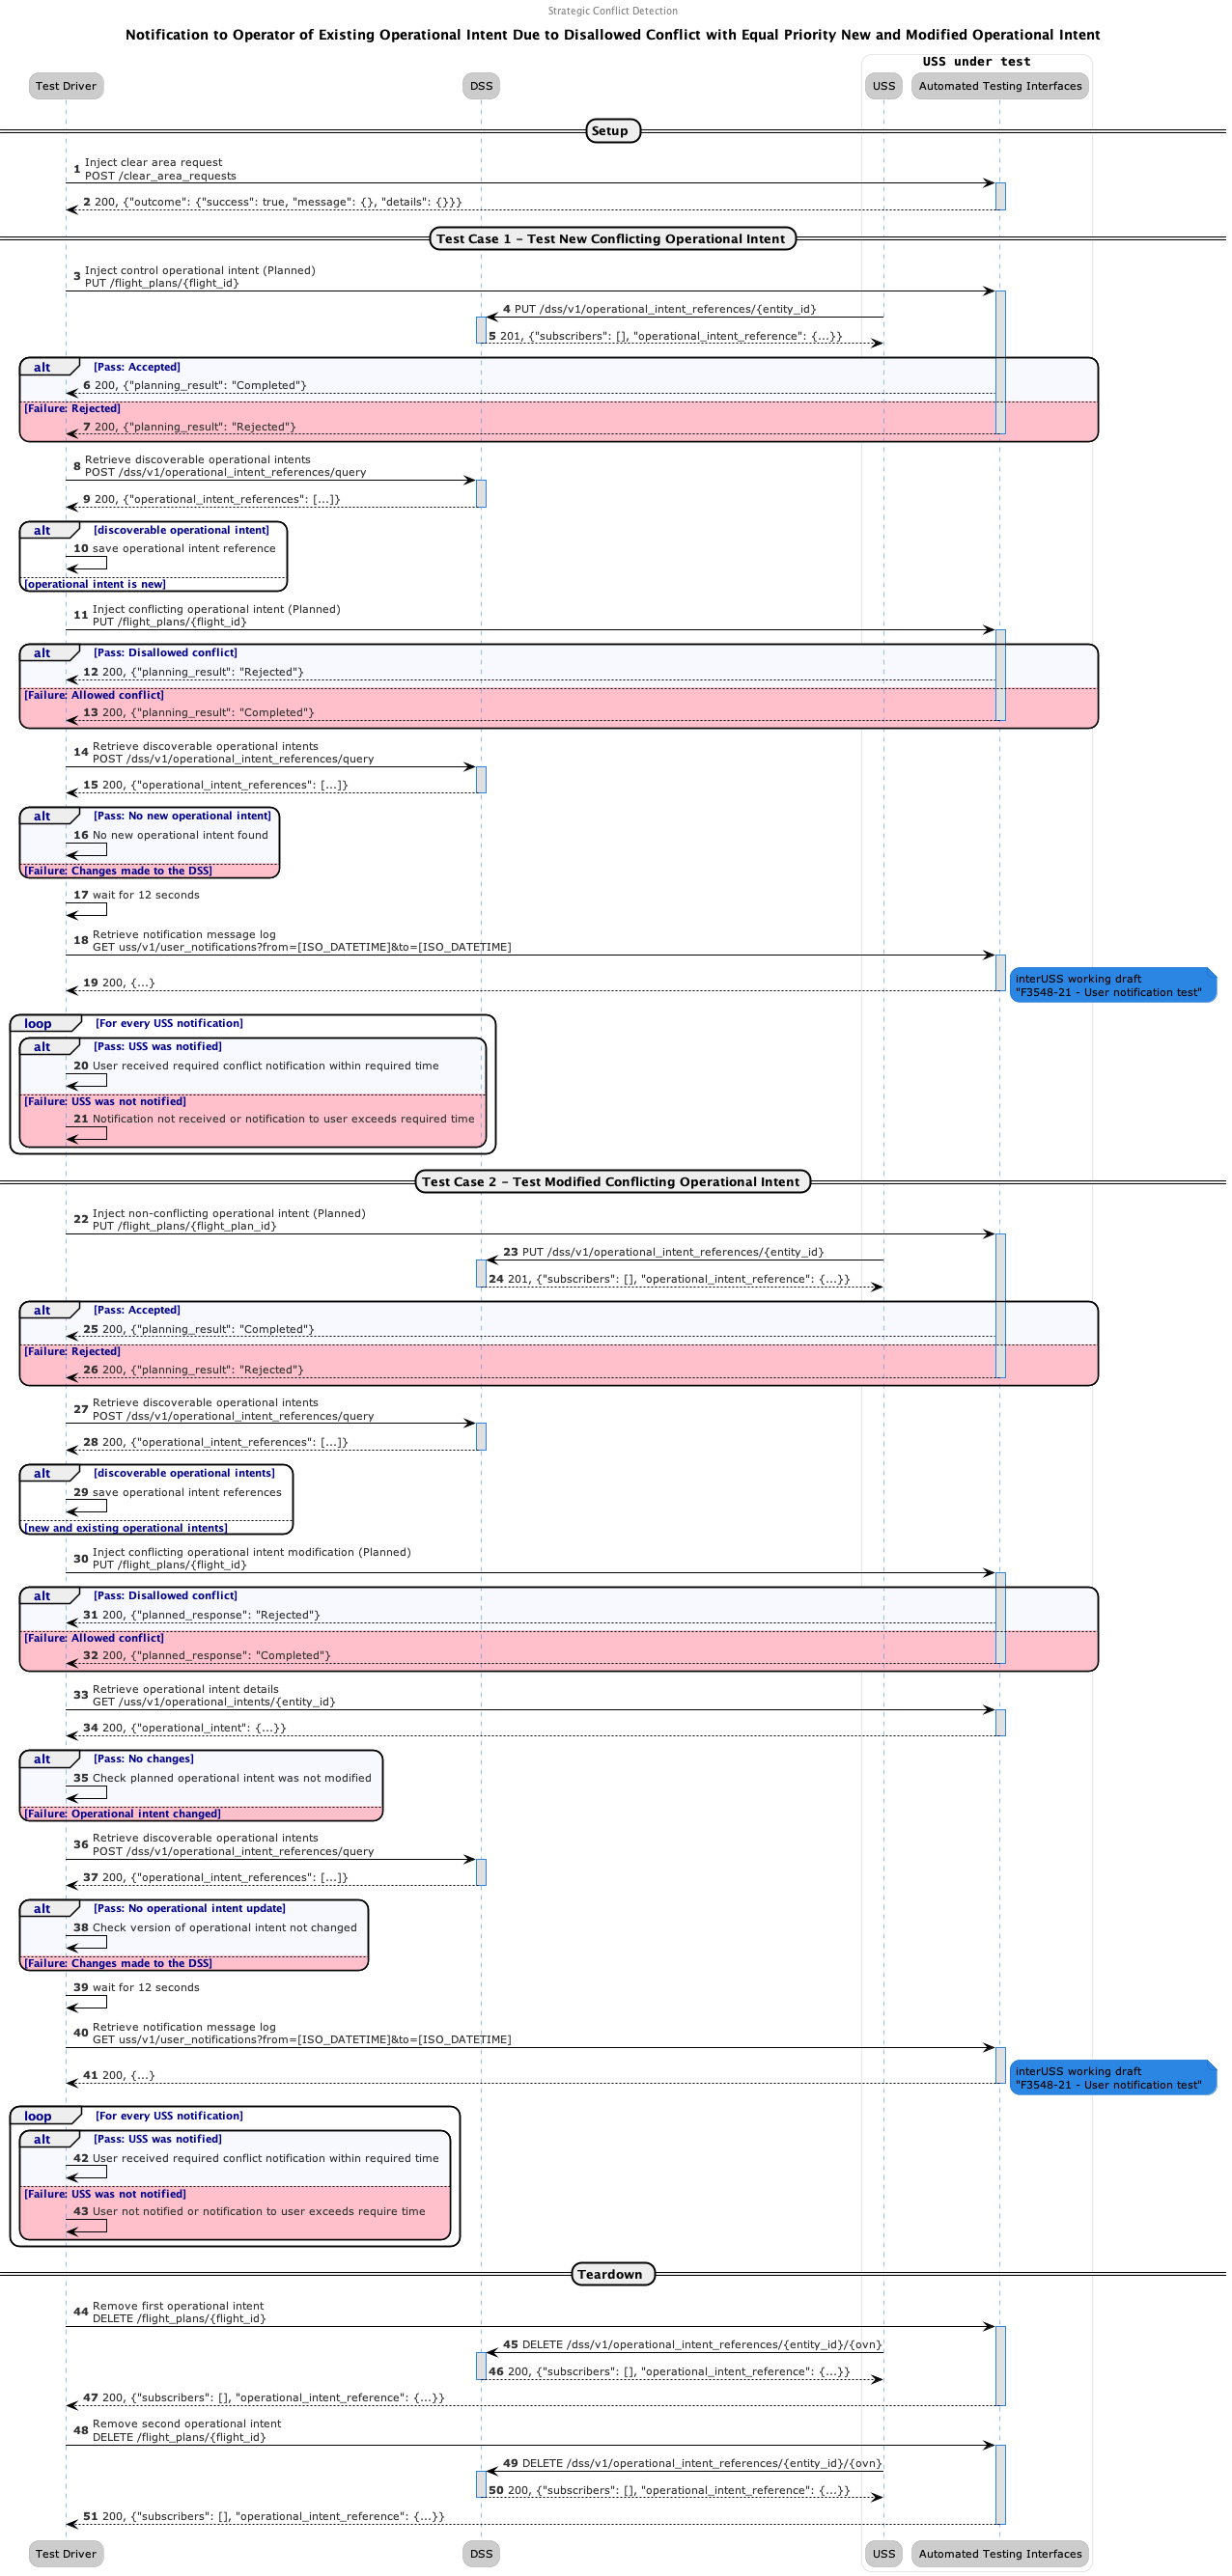 Strategic Conflict Detection
Notification to Operator of Existing Operational Intent Due to Disallowed Conflict with Equal Priority New and Modified Operational Intent
USS under test
Test Driver
DSS
USS
Automated Testing Interfaces
Setup
1 Inject clear area request
POST /clear_area_requests
2 200, {"outcome": {"success": true, "message": {}, "details": {}}}
Test Case 1 - Test New Conflicting Operational Intent
3 Inject control operational intent (Planned)
PUT /flight_plans/{flight_id}
4 PUT /dss/v1/operational_intent_references/{entity_id}
5 201, {"subscribers": [], "operational_intent_reference": {...}}
alt [Pass: Accepted]
6 200, {"planning_result": "Completed"}
[Failure: Rejected]
7 200, {"planning_result": "Rejected"}
8 Retrieve discoverable operational intents
POST /dss/v1/operational_intent_references/query
9 200, {"operational_intent_references": [...]}
alt [discoverable operational intent]
10 save operational intent reference
[operational intent is new]
11 Inject conflicting operational intent (Planned)
PUT /flight_plans/{flight_id}
alt [Pass: Disallowed conflict]
12 200, {"planning_result": "Rejected"}
[Failure: Allowed conflict]
13 200, {"planning_result": "Completed"}
14 Retrieve discoverable operational intents
POST /dss/v1/operational_intent_references/query
15 200, {"operational_intent_references": [...]}
alt [Pass: No new operational intent]
16 No new operational intent found
[Failure: Changes made to the DSS]
17 wait for 12 seconds
18 Retrieve notification message log
GET uss/v1/user_notifications?from=[ISO_DATETIME]&to=[ISO_DATETIME]
19 200, {...}
interUSS working draft
"F3548-21 - User notification test"
loop [For every USS notification]
alt [Pass: USS was notified]
20 User received required conflict notification within required time
[Failure: USS was not notified]
21 Notification not received or notification to user exceeds required time
Test Case 2 - Test Modified Conflicting Operational Intent
22 Inject non-conflicting operational intent (Planned)
PUT /flight_plans/{flight_plan_id}
23 PUT /dss/v1/operational_intent_references/{entity_id}
24 201, {"subscribers": [], "operational_intent_reference": {...}}
alt [Pass: Accepted]
25 200, {"planning_result": "Completed"}
[Failure: Rejected]
26 200, {"planning_result": "Rejected"}
27 Retrieve discoverable operational intents
POST /dss/v1/operational_intent_references/query
28 200, {"operational_intent_references": [...]}
alt [discoverable operational intents]
29 save operational intent references
[new and existing operational intents]
30 Inject conflicting operational intent modification (Planned)
PUT /flight_plans/{flight_id}
alt [Pass: Disallowed conflict]
31 200, {"planned_response": "Rejected"}
[Failure: Allowed conflict]
32 200, {"planned_response": "Completed"}
33 Retrieve operational intent details
GET /uss/v1/operational_intents/{entity_id}
34 200, {"operational_intent": {...}}
alt [Pass: No changes]
35 Check planned operational intent was not modified
[Failure: Operational intent changed]
36 Retrieve discoverable operational intents
POST /dss/v1/operational_intent_references/query
37 200, {"operational_intent_references": [...]}
alt [Pass: No operational intent update]
38 Check version of operational intent not changed
[Failure: Changes made to the DSS]
39 wait for 12 seconds
40 Retrieve notification message log
GET uss/v1/user_notifications?from=[ISO_DATETIME]&to=[ISO_DATETIME]
41 200, {...}
interUSS working draft
"F3548-21 - User notification test"
loop [For every USS notification]
alt [Pass: USS was notified]
42 User received required conflict notification within required time
[Failure: USS was not notified]
43 User not notified or notification to user exceeds require time
Teardown
44 Remove first operational intent
DELETE /flight_plans/{flight_id}
45 DELETE /dss/v1/operational_intent_references/{entity_id}/{ovn}
46 200, {"subscribers": [], "operational_intent_reference": {...}}
47 200, {"subscribers": [], "operational_intent_reference": {...}}
48 Remove second operational intent
DELETE /flight_plans/{flight_id}
49 DELETE /dss/v1/operational_intent_references/{entity_id}/{ovn}
50 200, {"subscribers": [], "operational_intent_reference": {...}}
51 200, {"subscribers": [], "operational_intent_reference": {...}}
Test Driver
DSS
USS
Automated Testing Interfaces